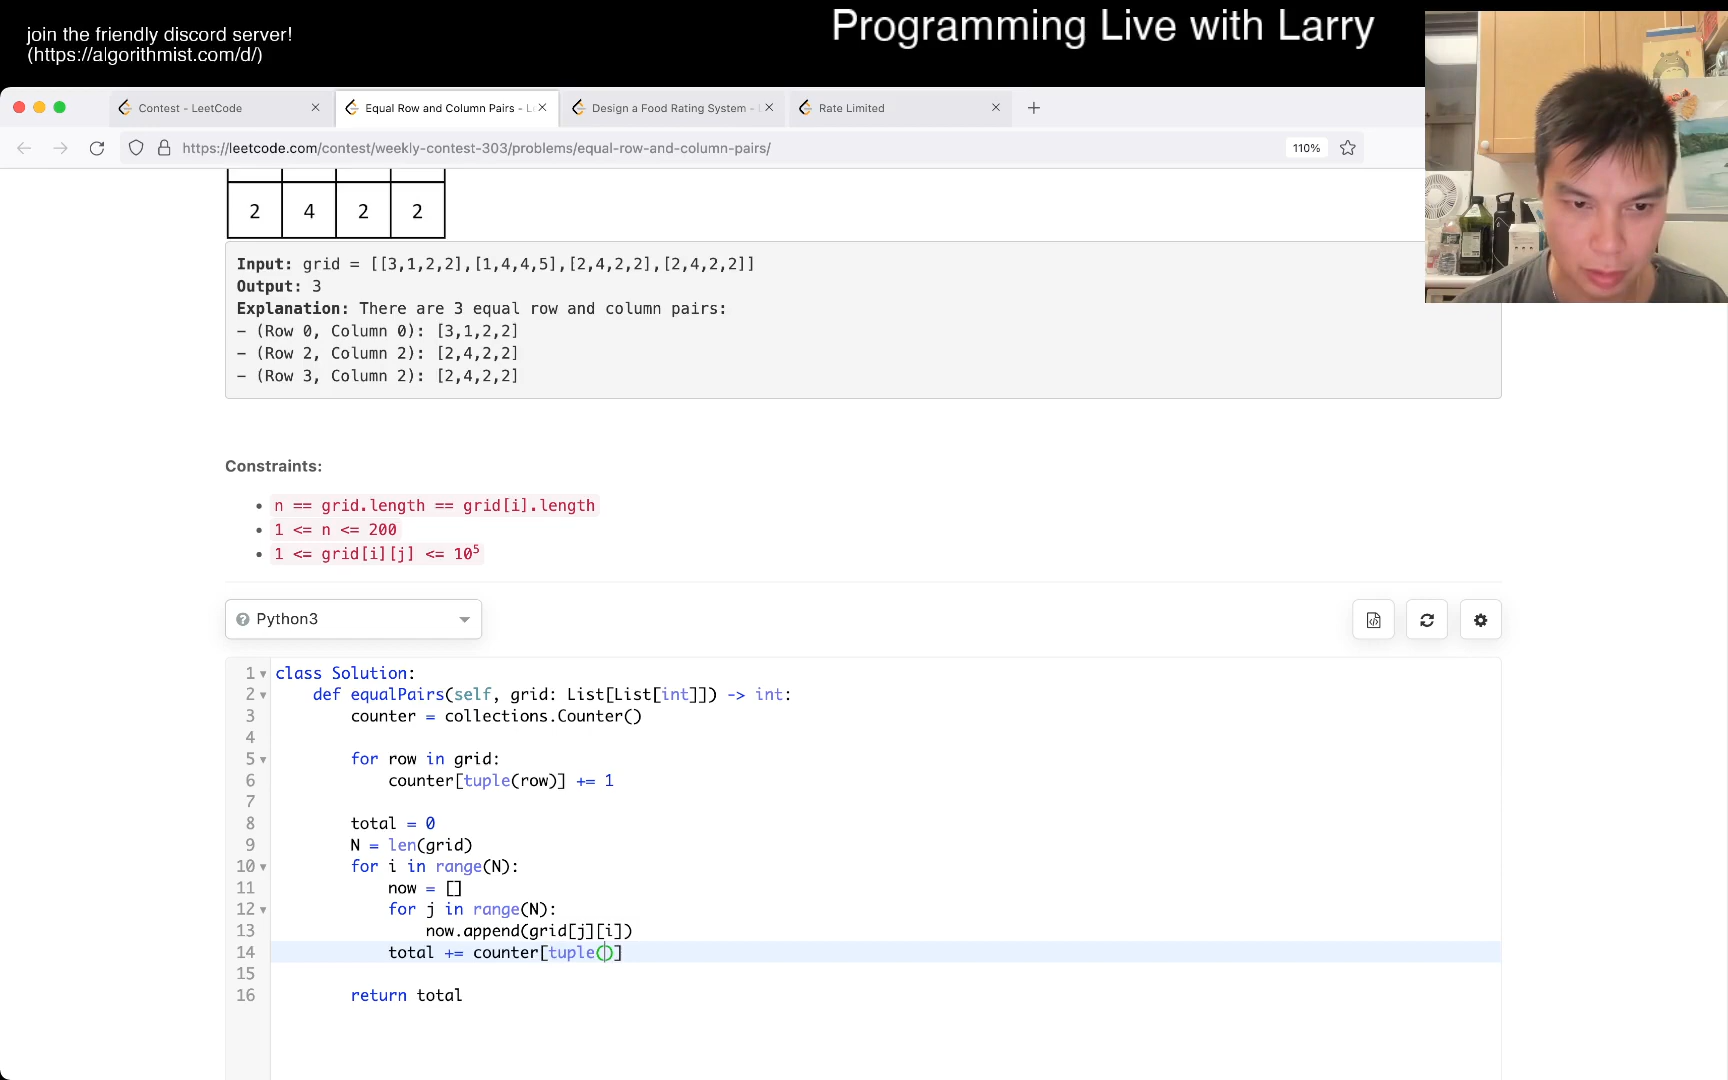 join the friendly discord server!
(https://algorithmist.com/d/)
Programming Live with Larry
Contest - LeetCode
Equal Row and Column Pairs - L
Design a Food Rating System -
Rate Limited
https://leetcode.com/contest/weekly-contest-303/problems/equal-row-and-column-pairs/
110%
2 4 2 2
Input: grid = [[3,1,2,2],[1,4,4,5],[2,4,2,2],[2,4,2,2]]
Output: 3
Explanation: There are 3 equal row and column pairs:
- (Row 0, Column 0): [3,1,2,2]
- (Row 2, Column 2): [2,4,2,2]
- (Row 3, Column 2): [2,4,2,2]
Constraints:
• n == grid.length == grid[i].length
• 1 <= n <= 200
• 1 <= grid[i][j] <= 10⁵
Python3
1 class Solution:
2 def equalPairs(self, grid: List[List[int]]) -> int:
3 counter = collections.Counter()
4
5 for row in grid:
6 counter[tuple(row)] += 1
7
8 total = 0
9 N = len(grid)
10 for i in range(N):
11 now = []
12 for j in range(N):
13 now.append(grid[j][i])
14 total += counter[tuple()]
15
16 return total